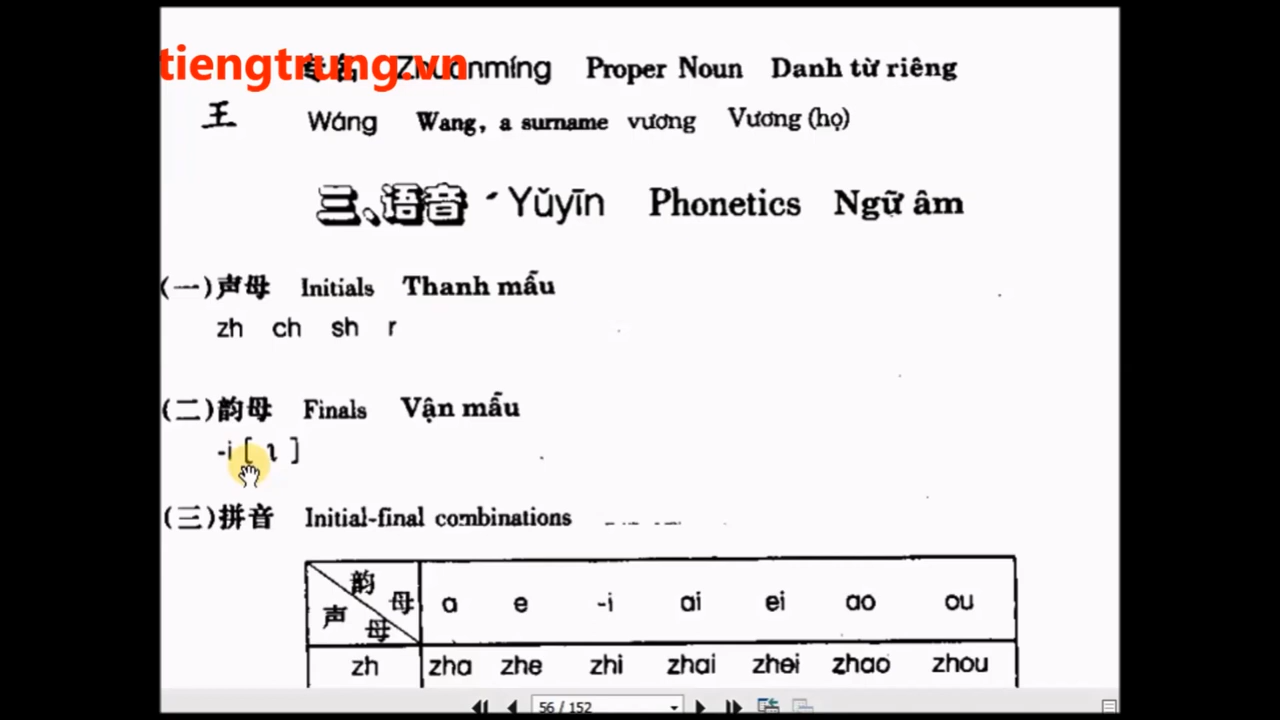 tiengtrung.vn
Zhuānmíng Proper Noun Danh từ riêng
王 Wáng Wang, a surname vương Vương (họ)
三、语音 Yǔyīn Phonetics Ngữ âm
(一)声母 Initials Thanh mẫu
zh ch sh r
(二)韵母 Finals Vận mẫu
-i [ ʅ ]
(三)拼音 Initial-final combinations
韵母 a e -i ai ei ao ou
声母
zh zha zhe zhi zhai zhei zhao zhou
56 / 152